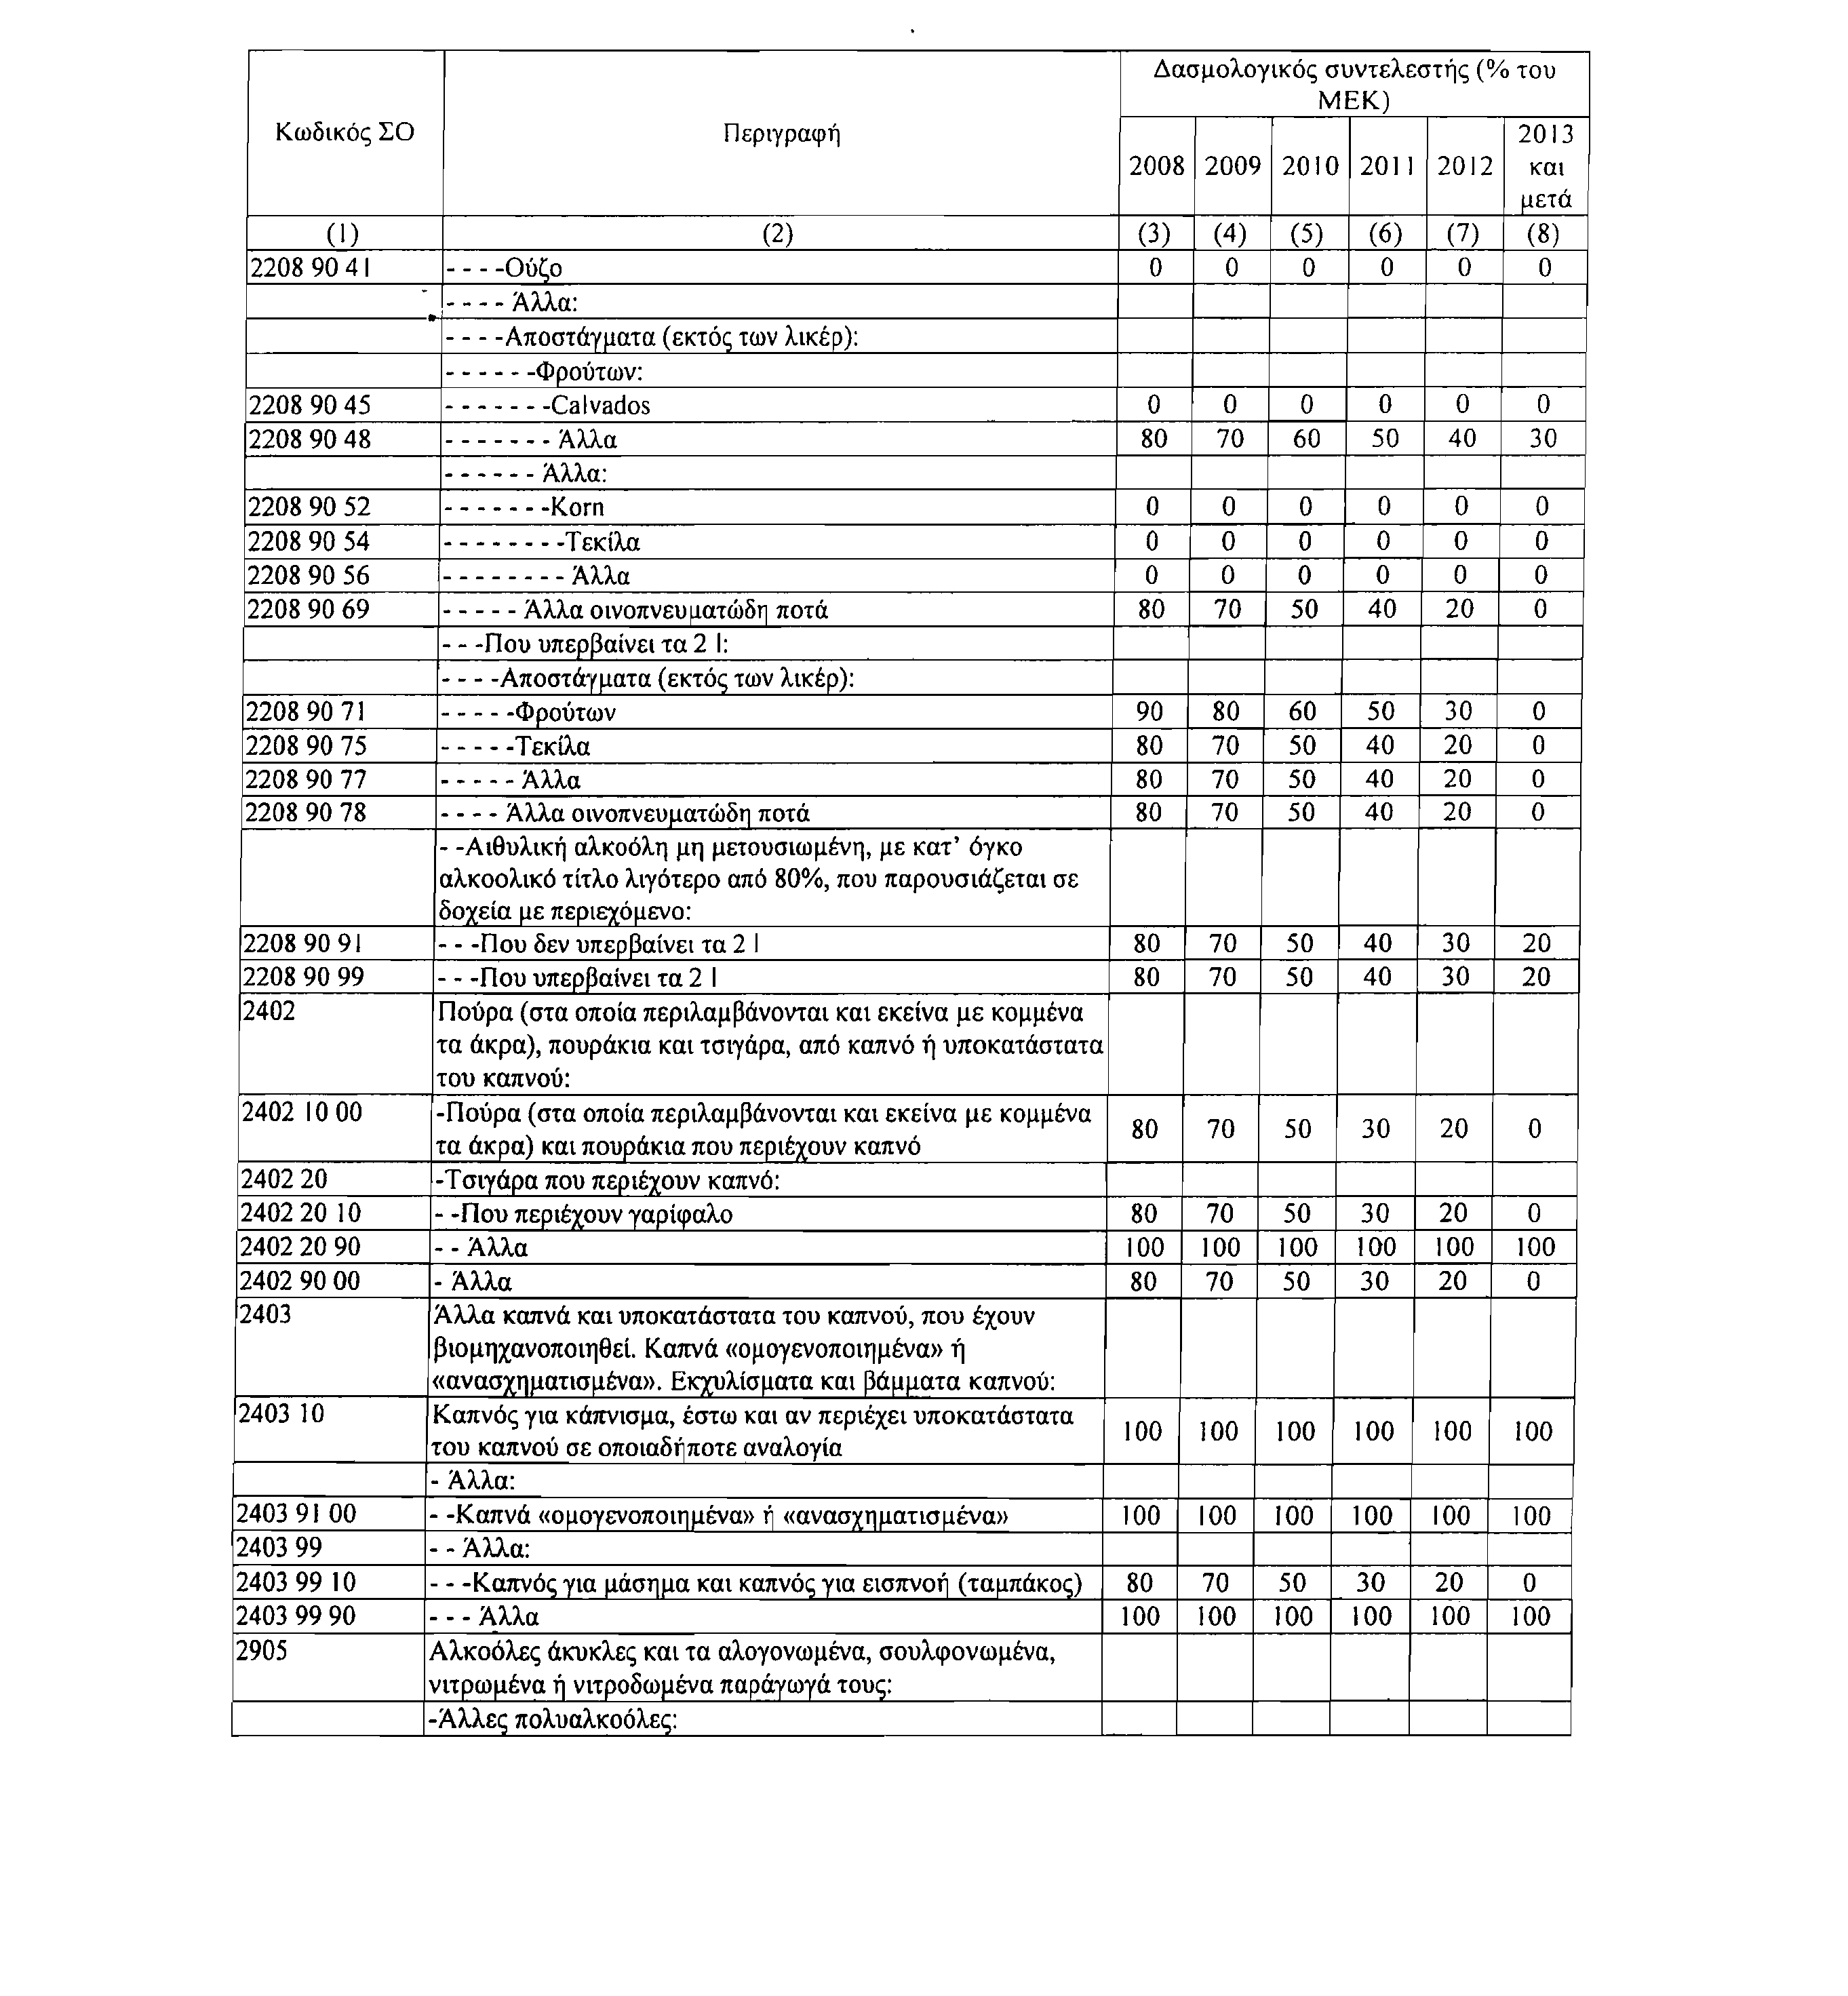 Κωδικός ΣΟ Περιγραφή Δασμολογικός συντελεστής (% του
ΜΕΚ)
2008 2009 2010 2011 2012 2013
και
μετά
(1) (2) (3) (4) (5) (6) (7) (8)
2208 90 41 - - - -Ούζο 0 0 0 0 0 0
- - - - Άλλα:
- - - -Αποστάγματα (εκτός των λικέρ):
- - - - - -Φρούτων:
2208 90 45 - - - - - - -Calvados 0 0 0 0 0 0
2208 90 48 - - - - - - - Άλλα 80 70 60 50 40 30
- - - - - - Άλλα:
2208 90 52 - - - - - - -Korn 0 0 0 0 0 0
2208 90 54 - - - - - - - -Τεκίλα 0 0 0 0 0 0
2208 90 56 - - - - - - - - Άλλα 0 0 0 0 0 0
2208 90 69 - - - - - Άλλα οινοπνευματώδη ποτά 80 70 50 40 20 0
- - -Που υπερβαίνει τα 2 l:
- - - -Αποστάγματα (εκτός των λικέρ):
2208 90 71 - - - - -Φρούτων 90 80 60 50 30 0
2208 90 75 - - - - -Τεκίλα 80 70 50 40 20 0
2208 90 77 - - - - - Άλλα 80 70 50 40 20 0
2208 90 78 - - - - Άλλα οινοπνευματώδη ποτά 80 70 50 40 20 0
- -Αιθυλική αλκοόλη μη μετουσιωμένη, με κατ’ όγκο
αλκοολικό τίτλο λιγότερο από 80%, που παρουσιάζεται σε
δοχεία με περιεχόμενο:
2208 90 91 - - -Που δεν υπερβαίνει τα 2 l 80 70 50 40 30 20
2208 90 99 - - -Που υπερβαίνει τα 2 l 80 70 50 40 30 20
2402 Πούρα (στα οποία περιλαμβάνονται και εκείνα με κομμένα
τα άκρα), πουράκια και τσιγάρα, από καπνό ή υποκατάστατα
του καπνού:
2402 10 00 -Πούρα (στα οποία περιλαμβάνονται και εκείνα με κομμένα
τα άκρα) και πουράκια που περιέχουν καπνό 80 70 50 30 20 0
2402 20 -Τσιγάρα που περιέχουν καπνό:
2402 20 10 - -Που περιέχουν γαρίφαλο 80 70 50 30 20 0
2402 20 90 - - Άλλα 100 100 100 100 100 100
2402 90 00 - Άλλα 80 70 50 30 20 0
2403 Άλλα καπνά και υποκατάστατα του καπνού, που έχουν
βιομηχανοποιηθεί. Καπνά «ομογενοποιημένα» ή
«ανασχηματισμένα». Εκχυλίσματα και βάμματα καπνού:
2403 10 Καπνός για κάπνισμα, έστω και αν περιέχει υποκατάστατα
του καπνού σε οποιαδήποτε αναλογία 100 100 100 100 100 100
- Άλλα:
2403 91 00 - -Καπνά «ομογενοποιημένα» ή «ανασχηματισμένα» 100 100 100 100 100 100
2403 99 - - Άλλα:
2403 99 10 - - -Καπνός για μάσημα και καπνός για εισπνοή (ταμπάκος) 80 70 50 30 20 0
2403 99 90 - - - Άλλα 100 100 100 100 100 100
2905 Αλκοόλες άκυκλες και τα αλογονωμένα, σουλφονωμένα,
νιτρωμένα ή νιτροδωμένα παράγωγά τους:
-Άλλες πολυαλκοόλες: